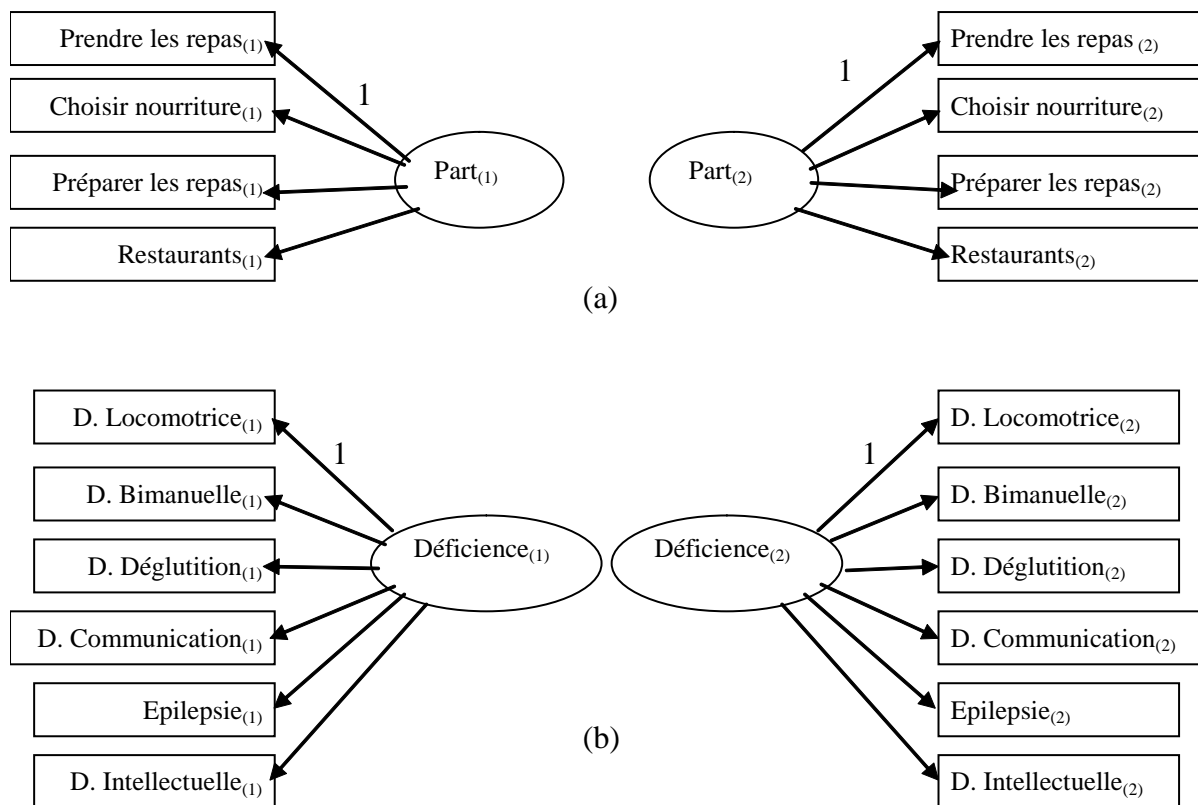 Prendre les repas(1)
Choisir nourriture(1)
Préparer les repas(1)
Restaurants(1)
1
Part(1)
Part(2)
1
Prendre les repas (2)
Choisir nourriture(2)
Préparer les repas(2)
Restaurants(2)
(a)
D. Locomotrice(1)
D. Bimanuelle(1)
D. Déglutition(1)
D. Communication(1)
Epilepsie(1)
D. Intellectuelle(1)
1
Déficience(1)
Déficience(2)
1
D. Locomotrice(2)
D. Bimanuelle(2)
D. Déglutition(2)
D. Communication(2)
Epilepsie(2)
D. Intellectuelle(2)
(b)